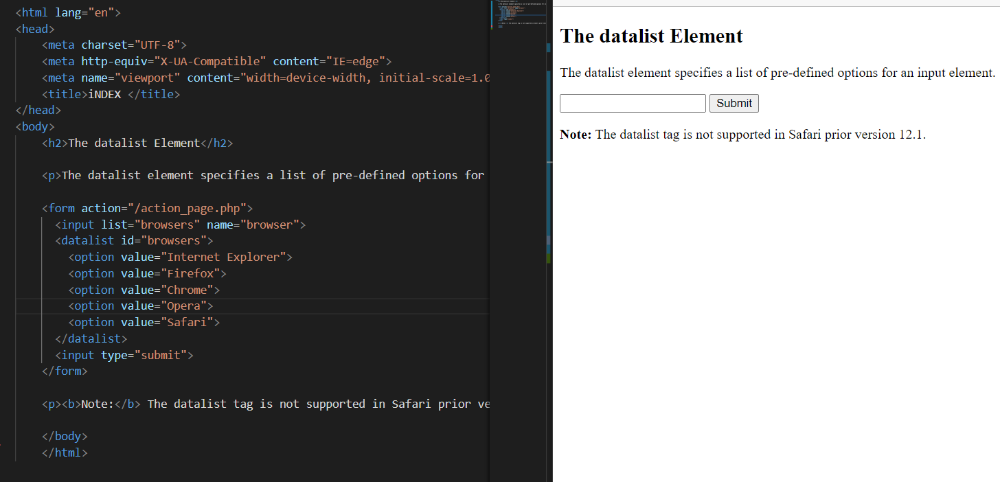 <html lang="en">
<head>
<meta charset="UTF-8">
<meta http-equiv="X-UA-Compatible" content="IE=edge">
<meta name="viewport" content="width=device-width, initial-scale=1.0
<title>iNDEX </title>
</head>
<body>
<h2>The datalist Element</h2>
<p>The datalist element specifies a list of pre-defined options for
<form action="/action_page.php">
<input list="browsers" name="browser">
<datalist id="browsers">
<option value="Internet Explorer">
<option value="Firefox">
<option value="Chrome">
<option value="Opera">
<option value="Safari">
</datalist>
<input type="submit">
</form>
<p><b>Note:</b> The datalist tag is not supported in Safari prior ve
</body>
</html>
The datalist Element
The datalist element specifies a list of pre-defined options for an input element.
Submit
Note: The datalist tag is not supported in Safari prior version 12.1.